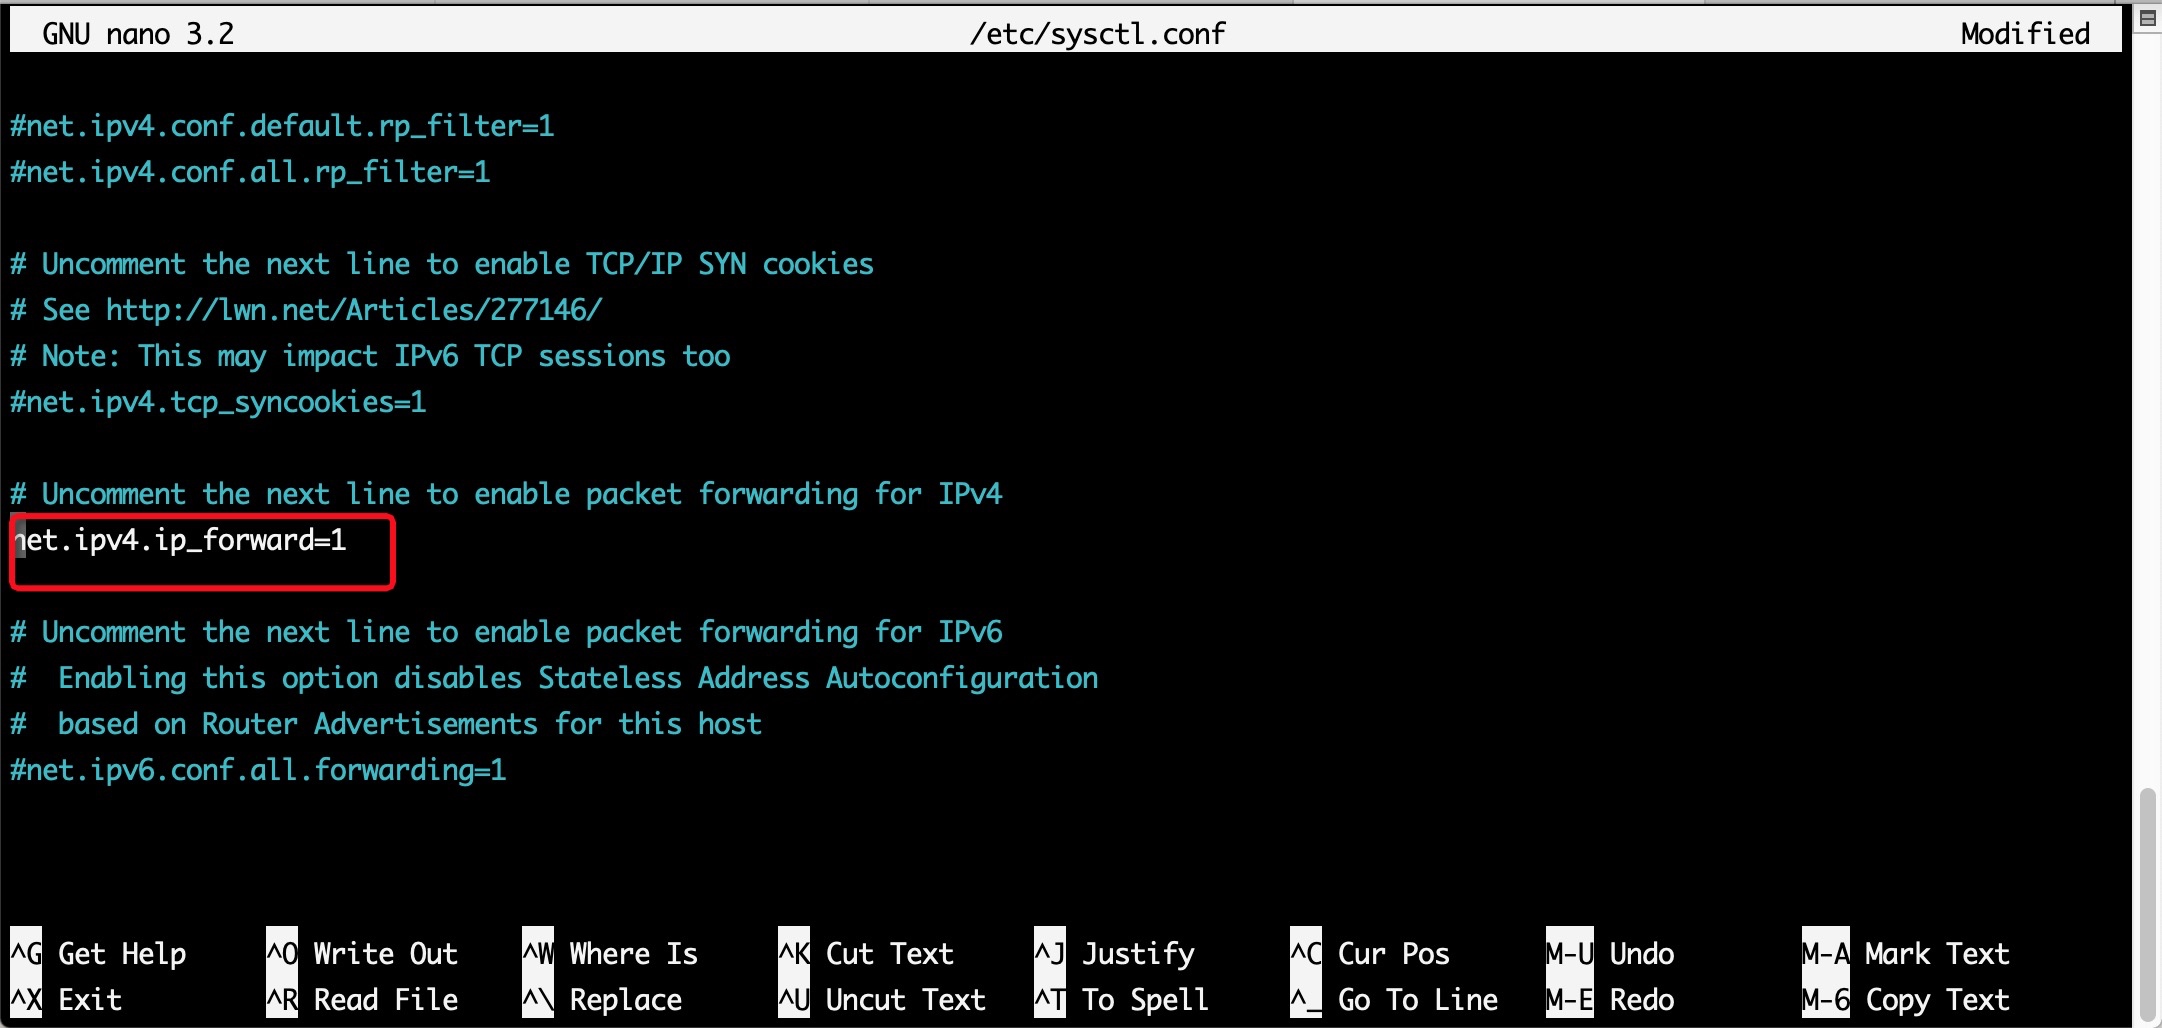 GNU nano 3.2 /etc/sysctl.conf Modified
#net.ipv4.conf.default.rp_filter=1
#net.ipv4.conf.all.rp_filter=1
# Uncomment the next line to enable TCP/IP SYN cookies
# See http://lwn.net/Articles/277146/
# Note: This may impact IPv6 TCP sessions too
#net.ipv4.tcp_syncookies=1
# Uncomment the next line to enable packet forwarding for IPv4
net.ipv4.ip_forward=1
# Uncomment the next line to enable packet forwarding for IPv6
#  Enabling this option disables Stateless Address Autoconfiguration
#  based on Router Advertisements for this host
#net.ipv6.conf.all.forwarding=1
^G Get Help ^O Write Out ^W Where Is ^K Cut Text ^J Justify ^C Cur Pos M-U Undo M-A Mark Text
^X Exit ^R Read File ^\ Replace ^U Uncut Text ^T To Spell ^_ Go To Line M-E Redo M-6 Copy Text